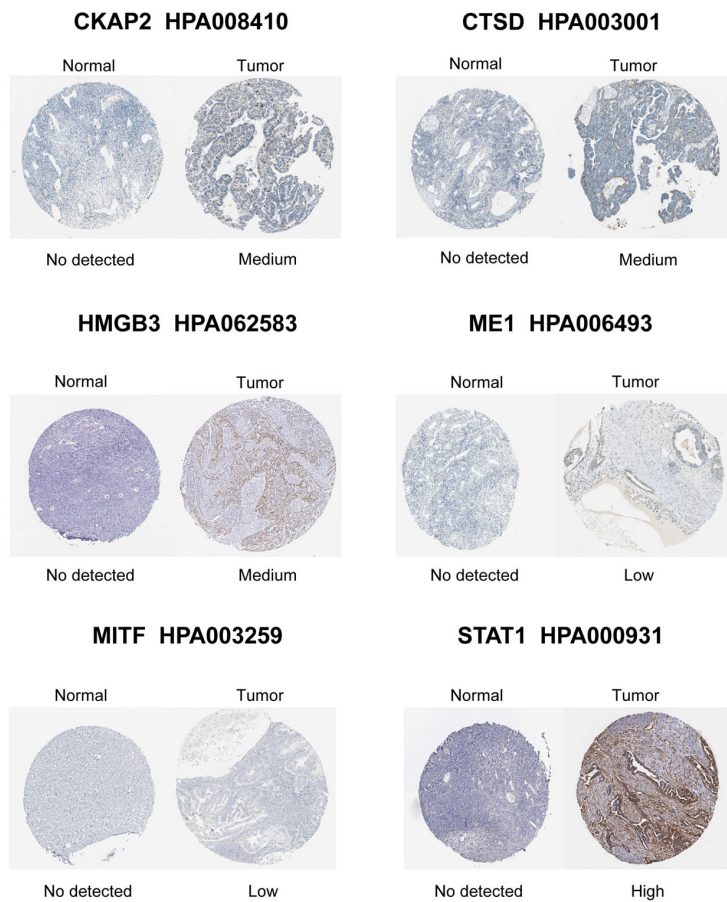 CKAP2 HPA008410
Normal Tumor
No detected Medium
CTSD HPA003001
Normal Tumor
No detected Medium
HMGB3 HPA062583
Normal Tumor
No detected Medium
ME1 HPA006493
Normal Tumor
No detected Low
MITF HPA003259
Normal Tumor
No detected Low
STAT1 HPA000931
Normal Tumor
No detected High